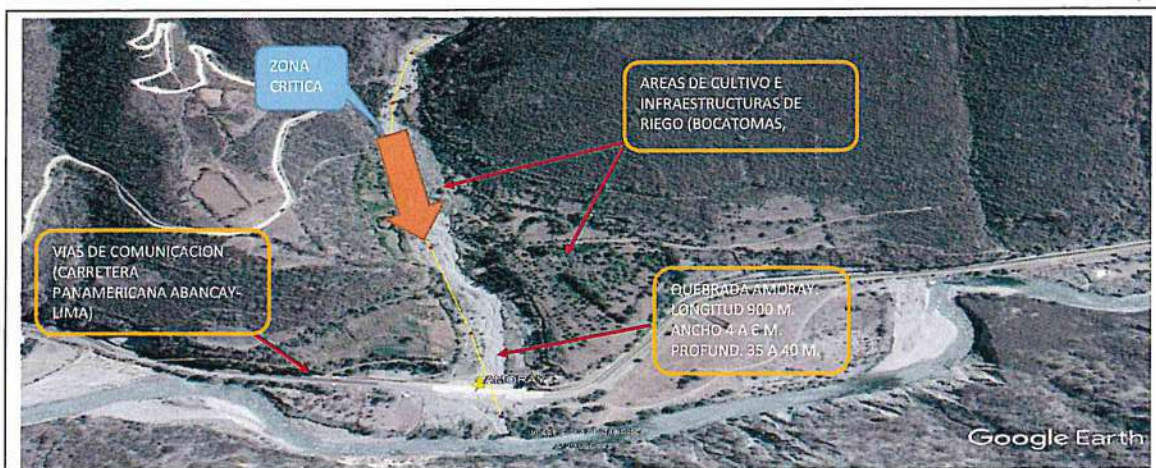 ZONA
CRITICA
AREAS DE CULTIVO E
INFRAESTRUCTURAS DE
RIEGO (BOCATOMAS,
VIAS DE COMUNICACION
(CARRETERA
PANAMERICANA ABANCAY-
LIMA)
QUEBRADA AMORAY:
LONGITUD 900 M.
ANCHO 4 A 6 M.
PROFUND. 35 A 40 M.
AMORAY
Google Earth